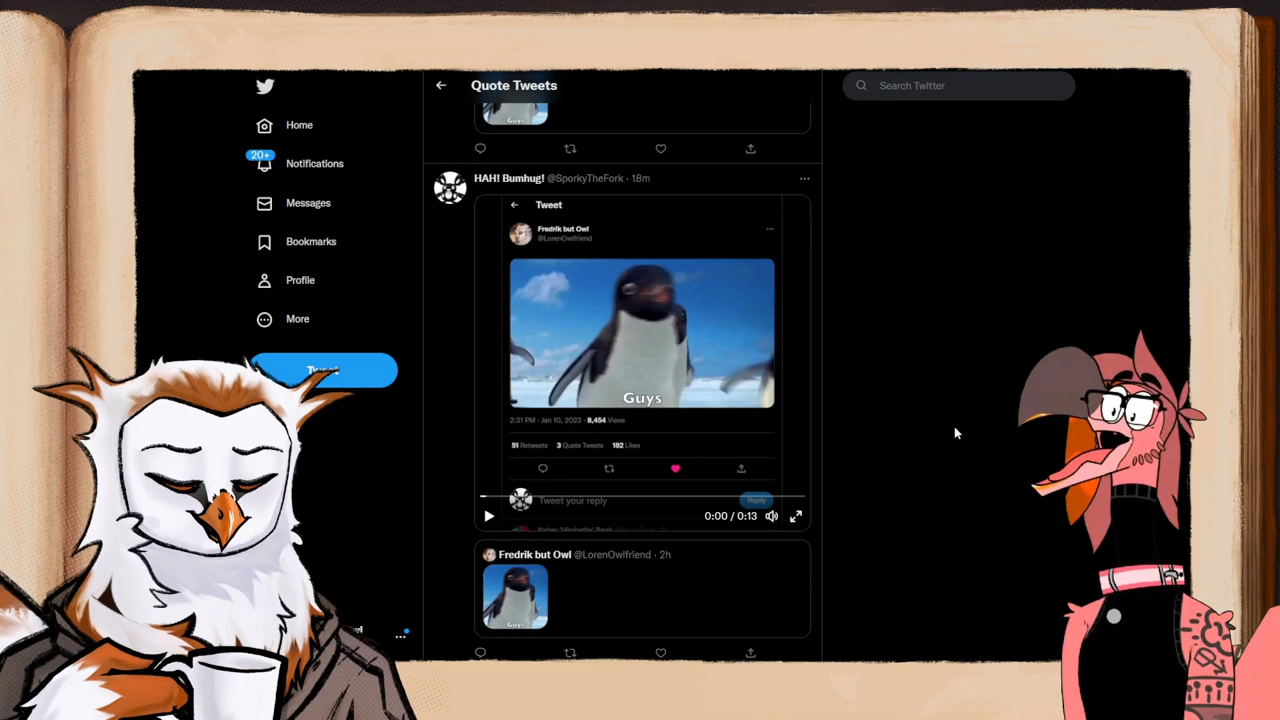 Quote Tweets
Search Twitter
Home
20+
Notifications
Messages
Bookmarks
Profile
More
Guys
HAH! Bumhug! @SporkyTheFork · 18m
Tweet
Fredrik but Owl
@LorenOwlfriend
Guys
2:31 PM · Jan 10, 2023 · 8,454 Views
51 Retweets 3 Quote Tweets 182 Likes
Tweet your reply
Reply
0:00 / 0:13
Fredrik but Owl @LorenOwlfriend · 2h
Guys